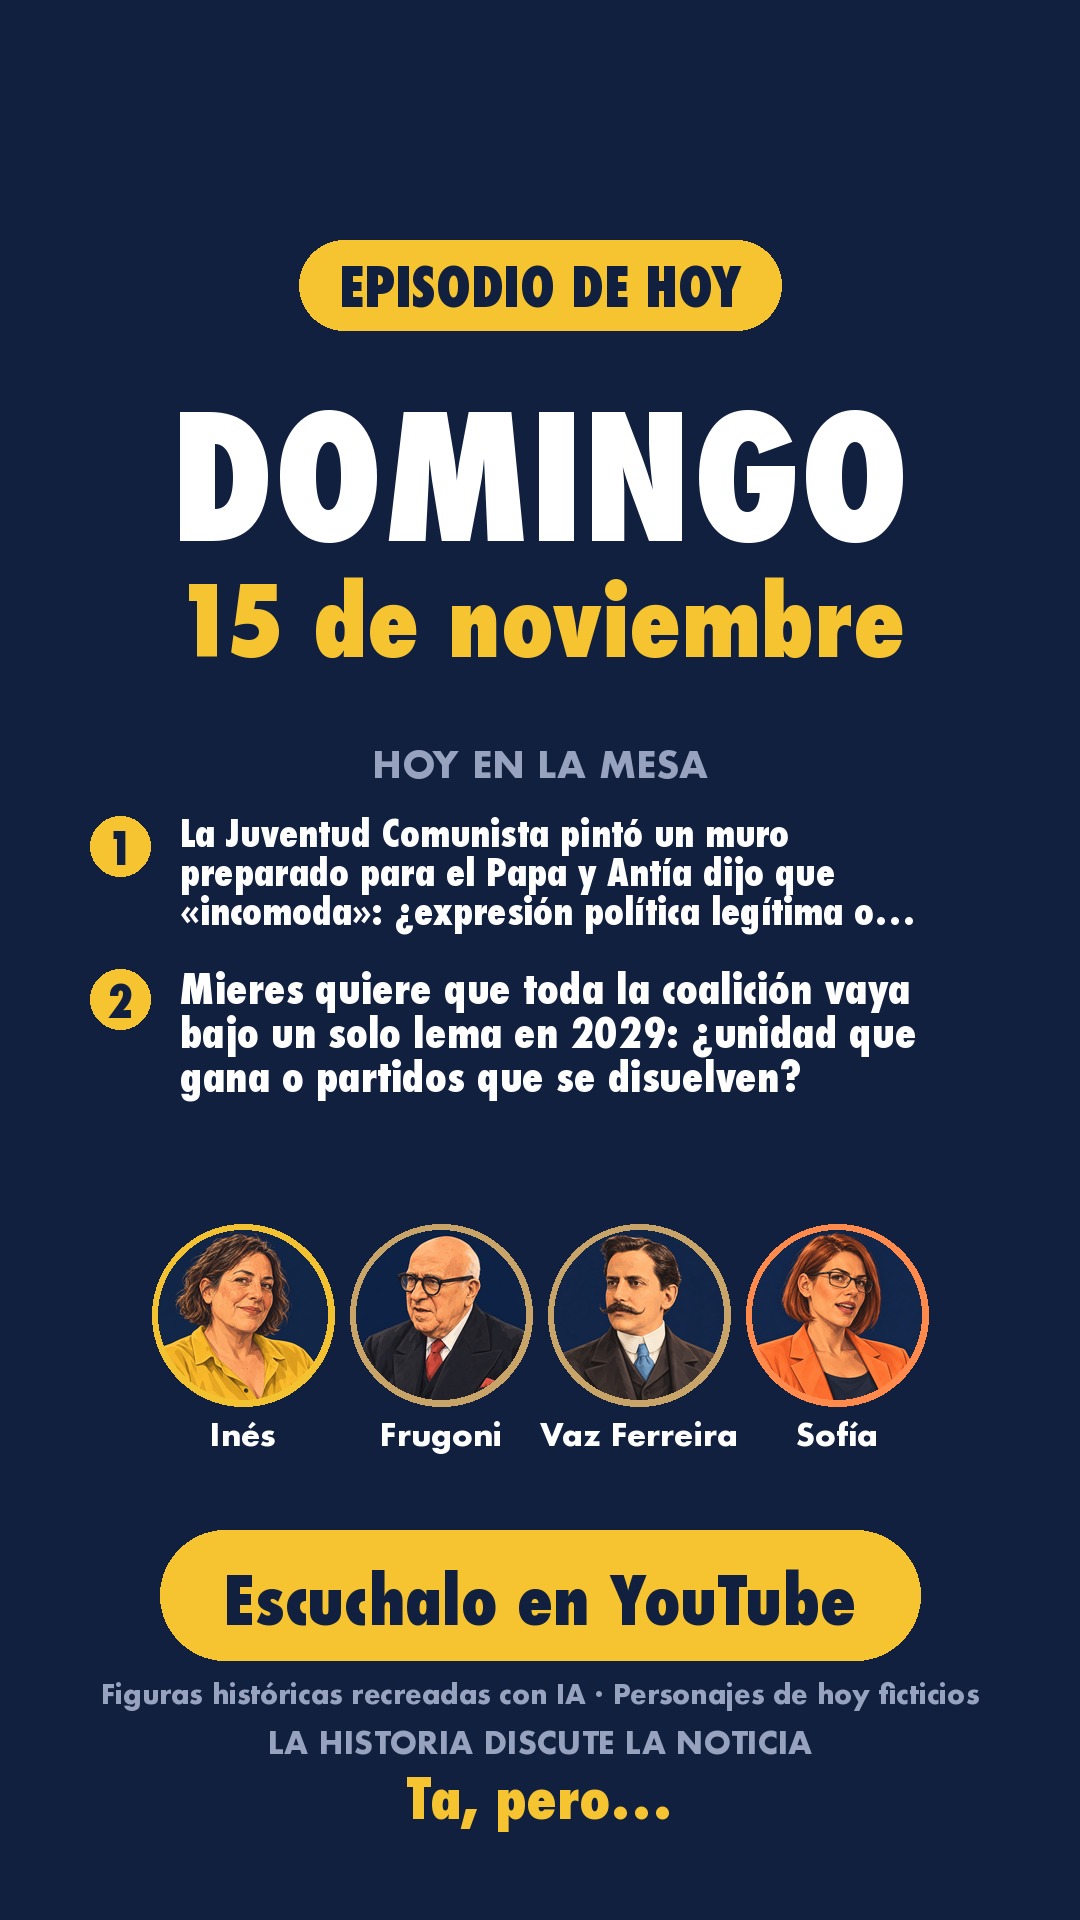 EPISODIO DE HOY
DOMINGO
15 de noviembre
HOY EN LA MESA
1 La Juventud Comunista pintó un muro
preparado para el Papa y Antía dijo que
«incomoda»: ¿expresión política legítima o...
2 Mieres quiere que toda la coalición vaya
bajo un solo lema en 2029: ¿unidad que
gana o partidos que se disuelven?
Inés Frugoni Vaz Ferreira Sofía
Escuchalo en YouTube
Figuras históricas recreadas con IA · Personajes de hoy ficticios
LA HISTORIA DISCUTE LA NOTICIA
Ta, pero...